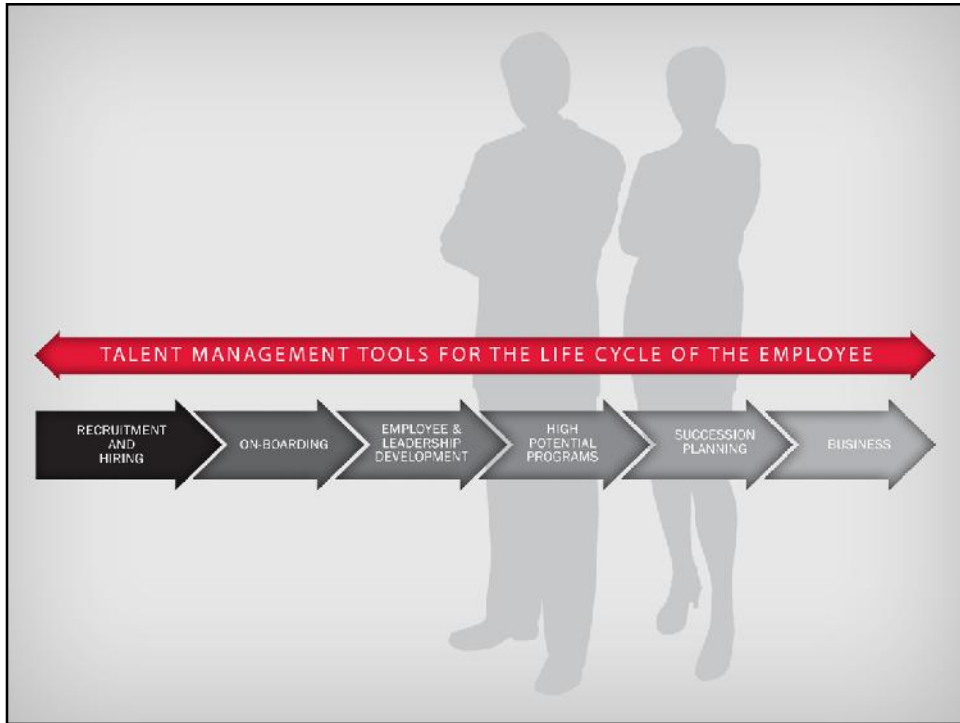 TALENT MANAGEMENT TOOLS FOR THE LIFE CYCLE OF THE EMPLOYEE
RECRUITMENT
AND
HIRING
ON-BOARDING
EMPLOYEE &
LEADERSHIP
DEVELOPMENT
HIGH
POTENTIAL
PROGRAMS
SUCCESSION
PLANNING
BUSINESS